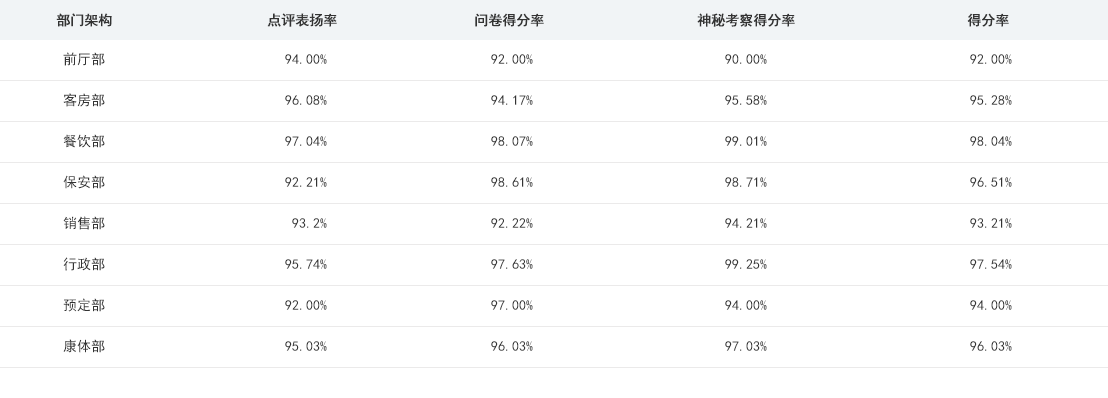 部门架构 点评表扬率 问卷得分率 神秘考察得分率 得分率
前厅部 94.00% 92.00% 90.00% 92.00%
客房部 96.08% 94.17% 95.58% 95.28%
餐饮部 97.04% 98.07% 99.01% 98.04%
保安部 92.21% 98.61% 98.71% 96.51%
销售部 93.2% 92.22% 94.21% 93.21%
行政部 95.74% 97.63% 99.25% 97.54%
预定部 92.00% 97.00% 94.00% 94.00%
康体部 95.03% 96.03% 97.03% 96.03%